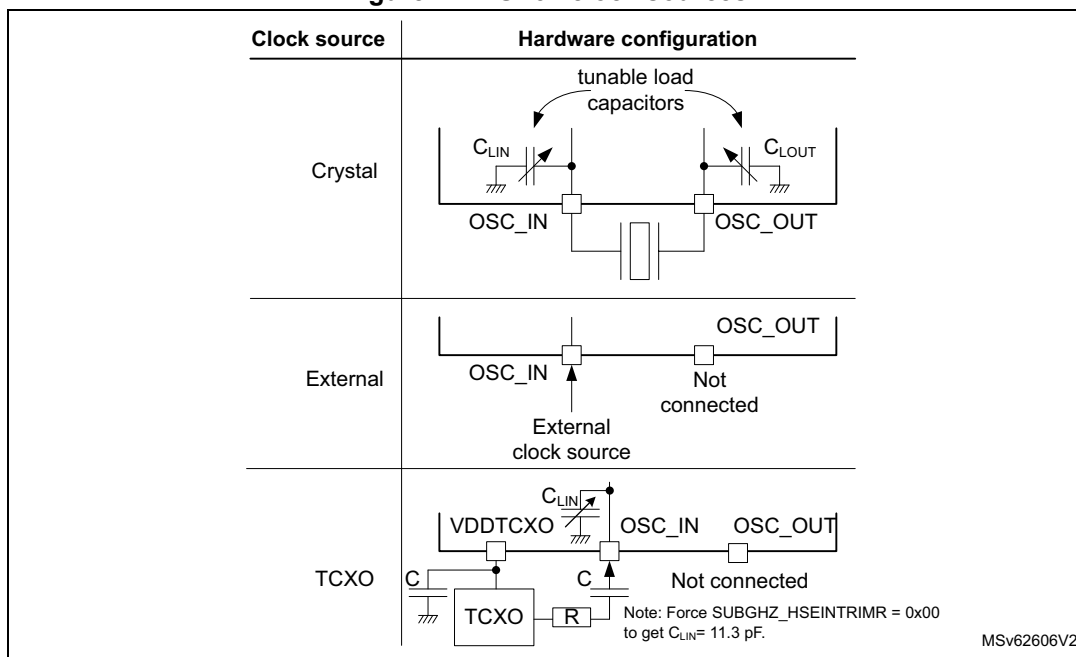 Clock source
Hardware configuration
tunable load
capacitors
CLIN
CLOUT
Crystal
OSC_IN
OSC_OUT
OSC_OUT
OSC_IN
Not
connected
External
External
clock source
CLIN
VDDTCXO
OSC_IN
OSC_OUT
TCXO
C
C
Not connected
TCXO
R
Note: Force SUBGHZ_HSEINTRIMR = 0x00
to get CLIN= 11.3 pF.
MSv62606V2